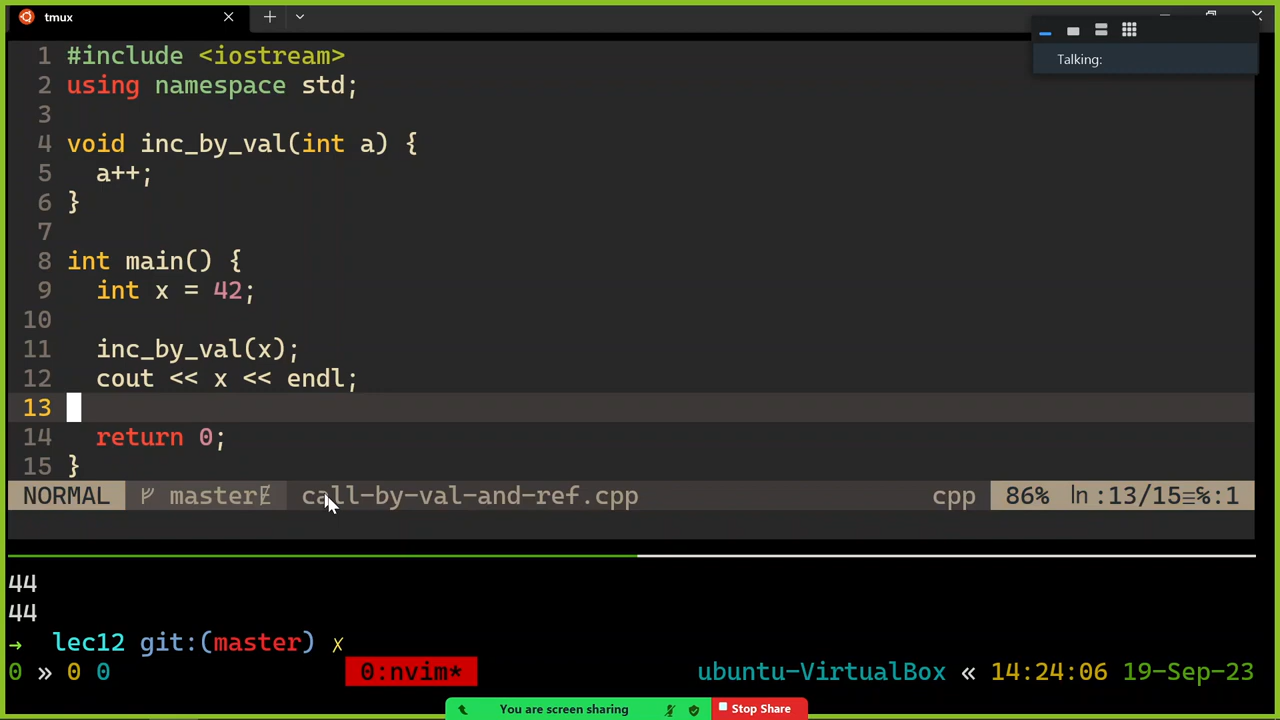 tmux
Talking:
1 #include <iostream>
2 using namespace std;
3
4 void inc_by_val(int a) {
5 a++;
6 }
7
8 int main() {
9 int x = 42;
10
11 inc_by_val(x);
12 cout << x << endl;
13
14 return 0;
15 }
NORMAL master call-by-val-and-ref.cpp cpp 86% ln :13/15≡℅:1
44
44
→ lec12 git:(master) ✗
0 » 0 0 0:nvim* ubuntu-VirtualBox « 14:24:06 19-Sep-23
You are screen sharing Stop Share